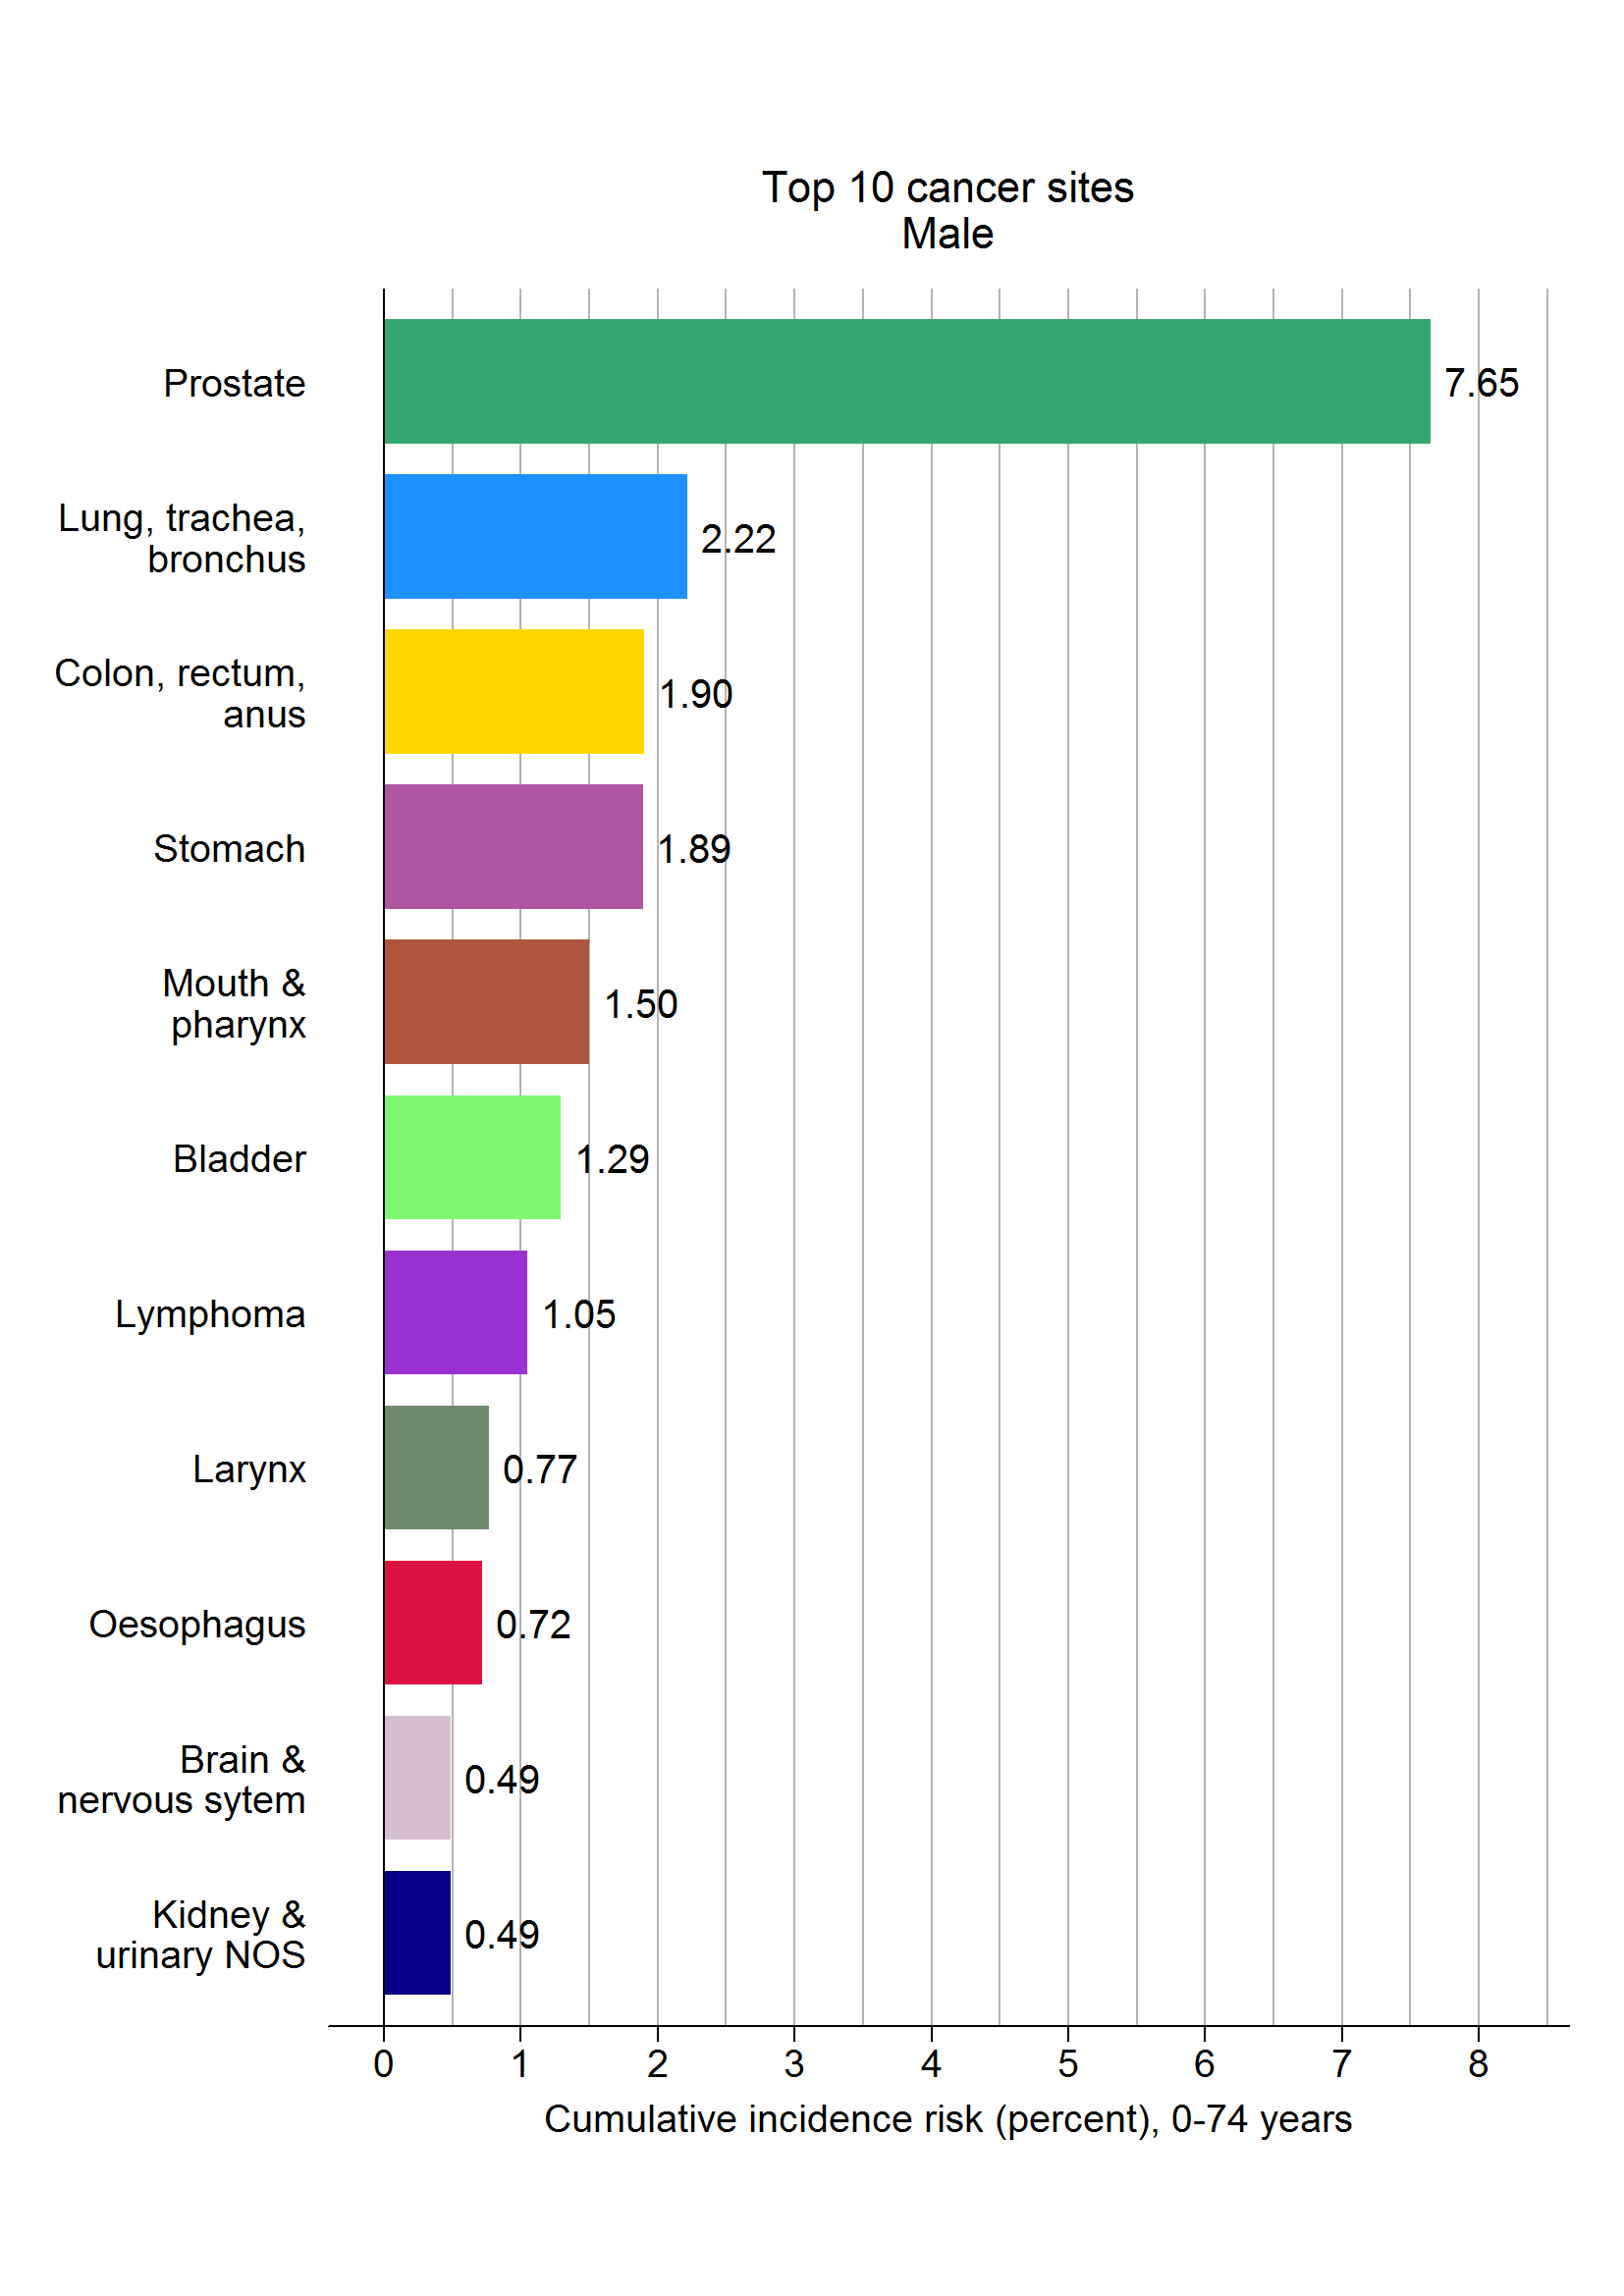 Top 10 cancer sites
Male
Prostate
7.65
Lung, trachea,
bronchus
2.22
Colon, rectum,
anus
1.90
Stomach
1.89
Mouth &
pharynx
1.50
Bladder
1.29
Lymphoma
1.05
Larynx
0.77
Oesophagus
0.72
Brain &
nervous sytem
0.49
Kidney &
urinary NOS
0.49
0 1 2 3 4 5 6 7 8
Cumulative incidence risk (percent), 0-74 years